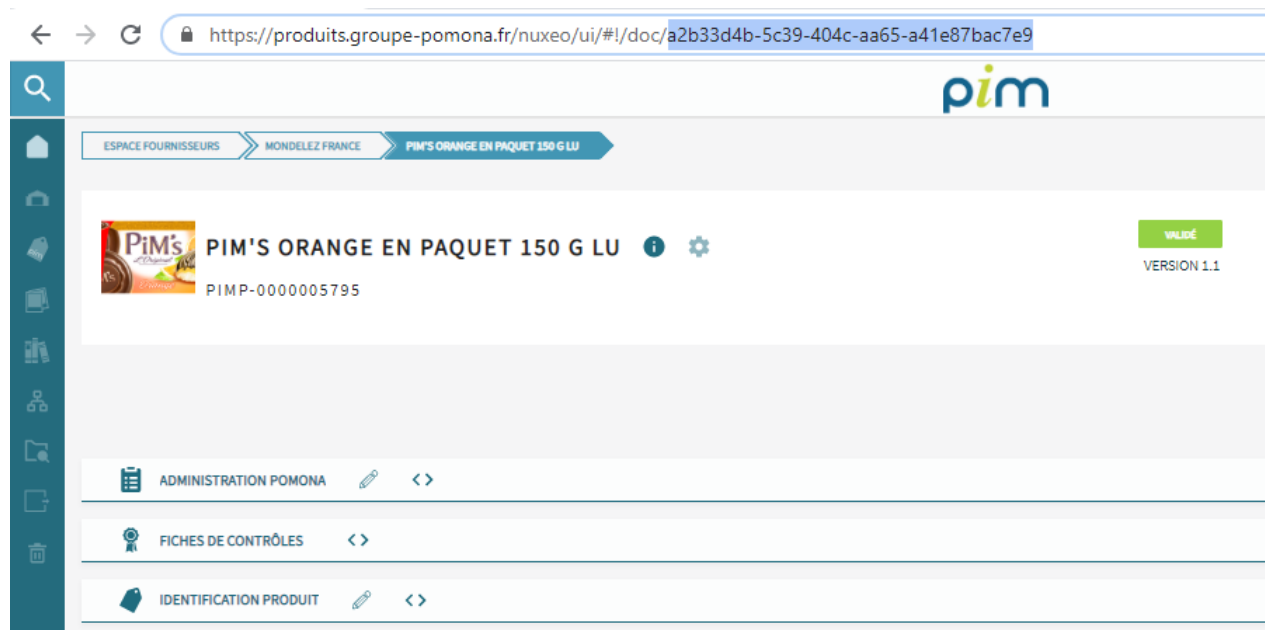 https://produits.groupe-pomona.fr/nuxeo/ui/#!/doc/a2b33d4b-5c39-404c-aa65-a41e87bac7e9
pim
ESPACE FOURNISSEURS MONDELEZ FRANCE PIM'S ORANGE EN PAQUET 150 G LU
PiM's
L'Original
PIM'S ORANGE EN PAQUET 150 G LU
PIMP-0000005795
VALIDÉ
VERSION 1.1
ADMINISTRATION POMONA
FICHES DE CONTRÔLES
IDENTIFICATION PRODUIT